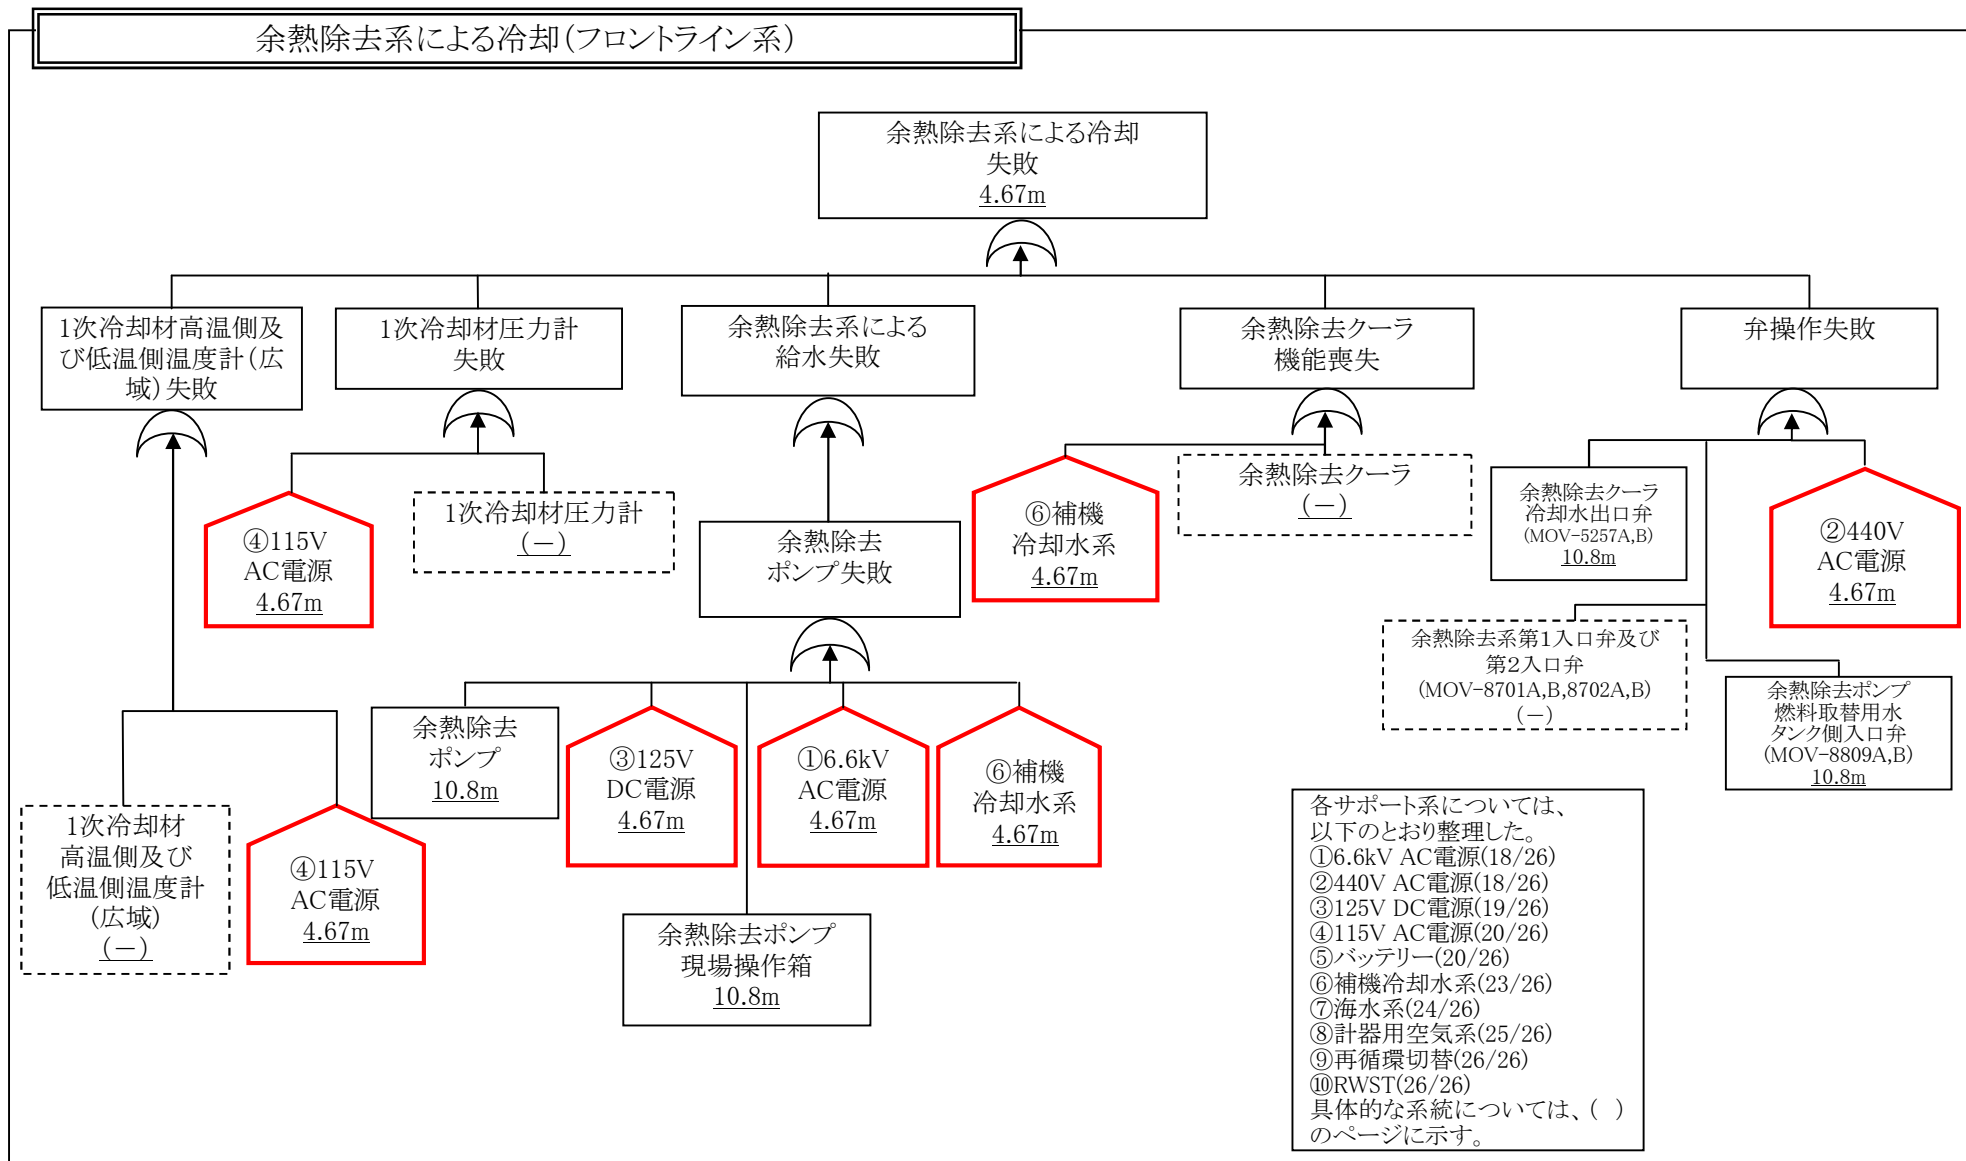 余熱除去系による冷却(フロントライン系)
余熱除去系による冷却
失敗
4.67m
1次冷却材高温側及
び低温側温度計(広
域)失敗
1次冷却材圧力計
失敗
余熱除去系による
給水失敗
余熱除去クーラ
機能喪失
弁操作失敗
④115V
AC電源
4.67m
1次冷却材圧力計
(－)
余熱除去
ポンプ失敗
⑥補機
冷却水系
4.67m
余熱除去クーラ
(－)
余熱除去クーラ
冷却水出口弁
(MOV-5257A,B)
10.8m
②440V
AC電源
4.67m
余熱除去系第1入口弁及び
第2入口弁
(MOV-8701A,B,8702A,B)
(－)
余熱除去ポンプ
燃料取替用水
タンク側入口弁
(MOV-8809A,B)
10.8m
余熱除去
ポンプ
10.8m
③125V
DC電源
4.67m
①6.6kV
AC電源
4.67m
⑥補機
冷却水系
4.67m
1次冷却材
高温側及び
低温側温度計
(広域)
(－)
④115V
AC電源
4.67m
余熱除去ポンプ
現場操作箱
10.8m
各サポート系については、
以下のとおり整理した。
①6.6kV AC電源(18/26)
②440V AC電源(18/26)
③125V DC電源(19/26)
④115V AC電源(20/26)
⑤バッテリー(20/26)
⑥補機冷却水系(23/26)
⑦海水系(24/26)
⑧計器用空気系(25/26)
⑨再循環切替(26/26)
⑩RWST(26/26)
具体的な系統については、( )
のページに示す。